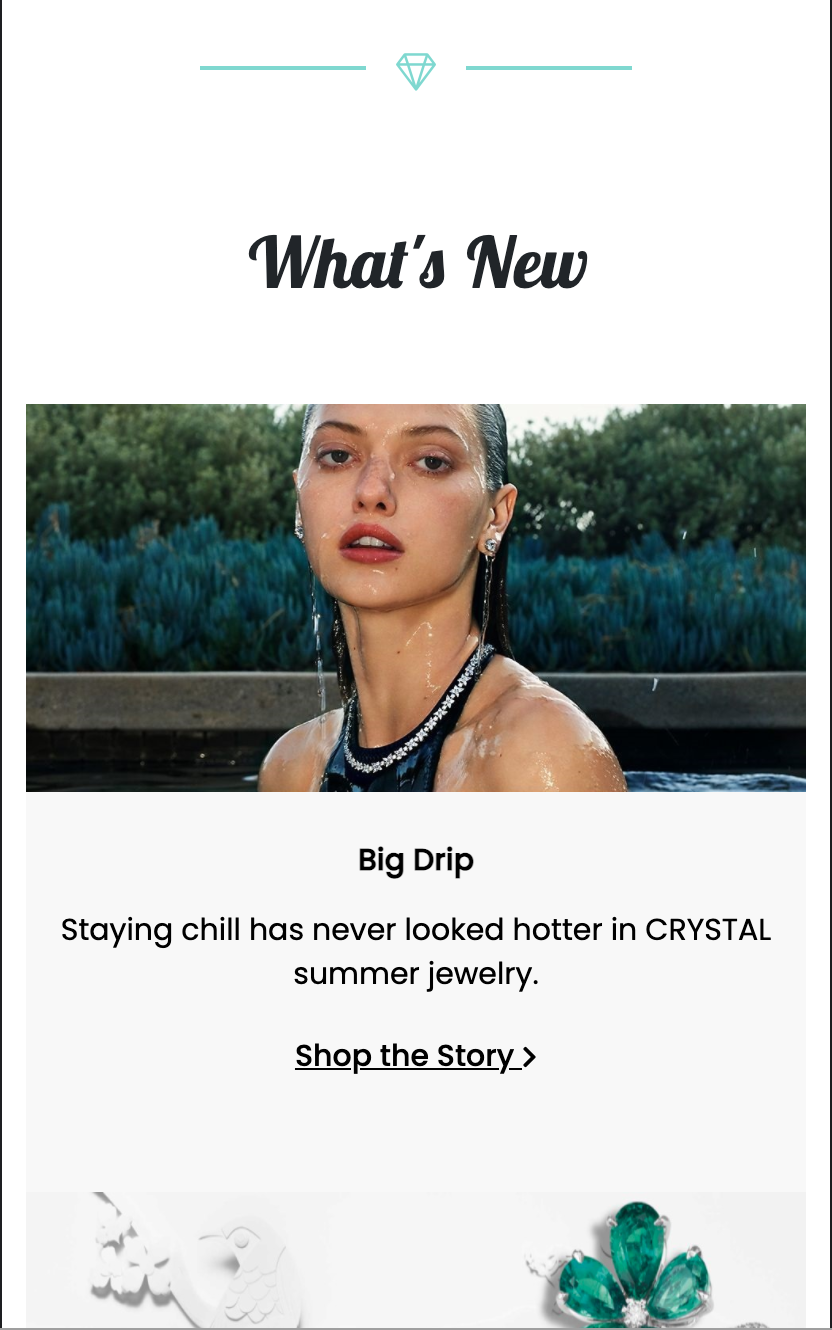 What's New
Big Drip
Staying chill has never looked hotter in CRYSTAL
summer jewelry.
Shop the Story